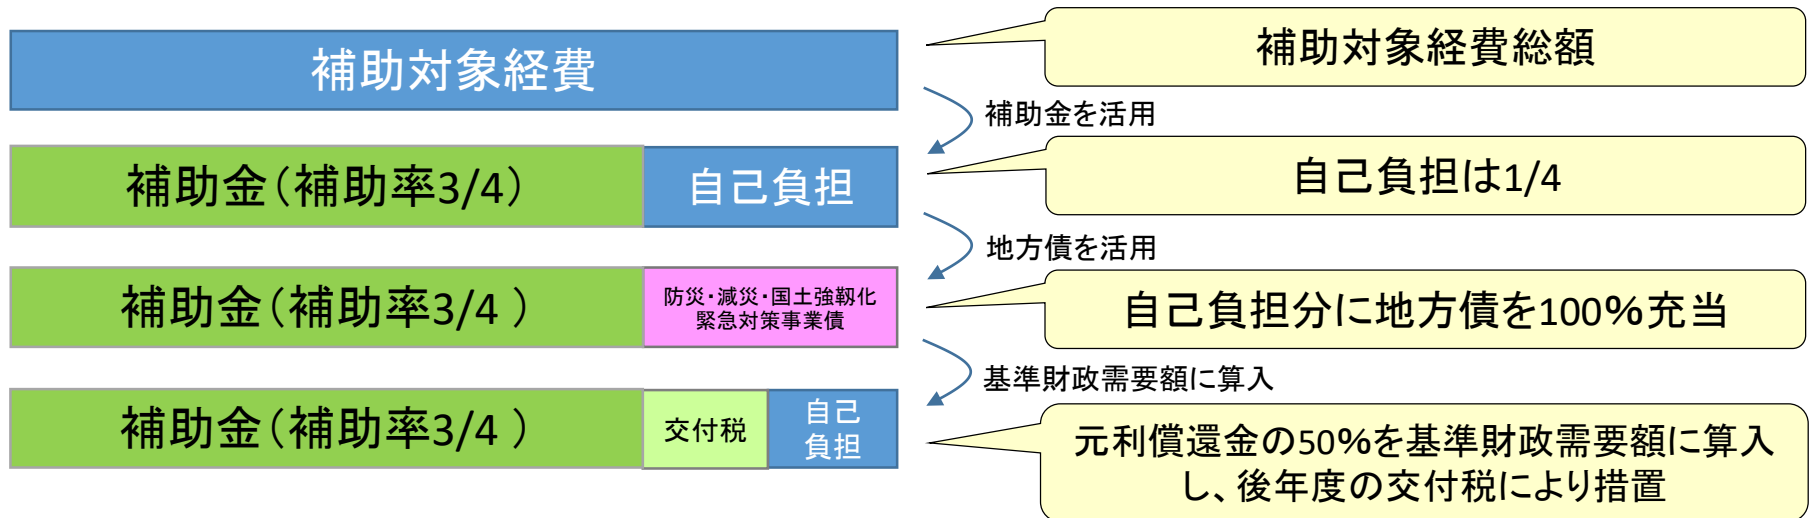 補助対象経費
補助対象経費総額
補助金を活用
補助金（補助率3/4）
自己負担
自己負担は1/4
地方債を活用
補助金（補助率3/4 ）
防災・減災・国土強靱化
緊急対策事業債
自己負担分に地方債を100%充当
基準財政需要額に算入
補助金（補助率3/4 ）
交付税
自己
負担
元利償還金の50%を基準財政需要額に算入
し、後年度の交付税により措置